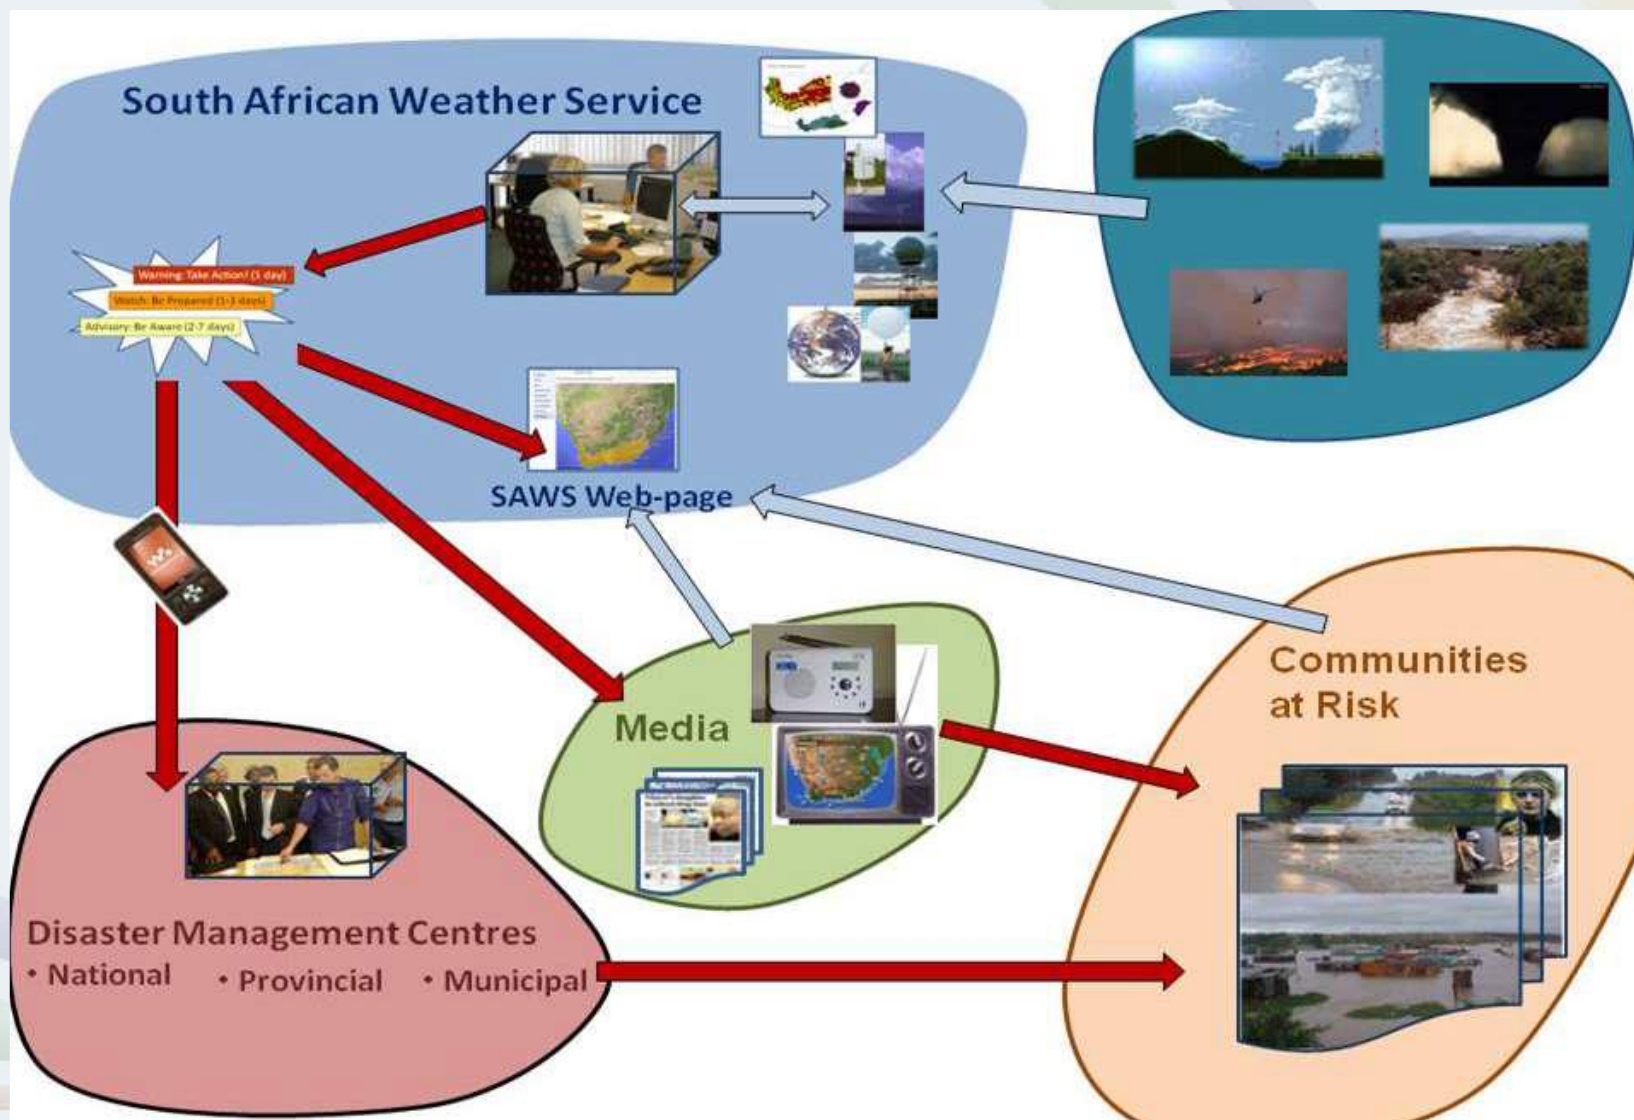 South African Weather Service
Warning: Take Action! (1 day)
Watch: Be Prepared (1-3 days)
Advisory: Be Aware (2-7 days)
SAWS Web-page
Communities
at Risk
Media
Disaster Management Centres
• National • Provincial • Municipal